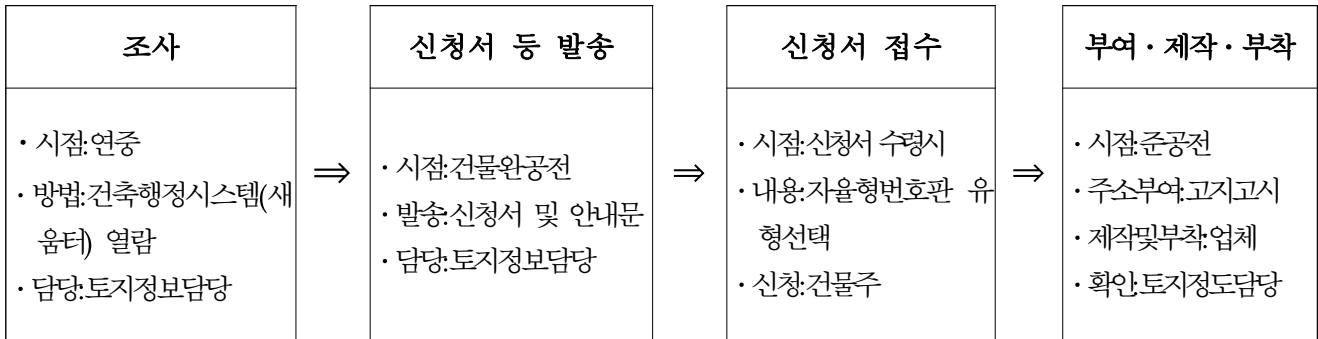 조사
· 시점:연중
· 방법:건축행정시스템(새
움터) 열람
· 담당:토지정보담당
⇒
신청서 등 발송
· 시점:건물완공전
· 발송:신청서 및 안내문
· 담당:토지정보담당
⇒
신청서 접수
· 시점:신청서 수령시
· 내용:자율형번호판 유
형선택
· 신청:건물주
⇒
부여·제작·부착
· 시점:준공전
· 주소부여:고지고시
· 제작및부착:업체
· 확인:토지정도담당